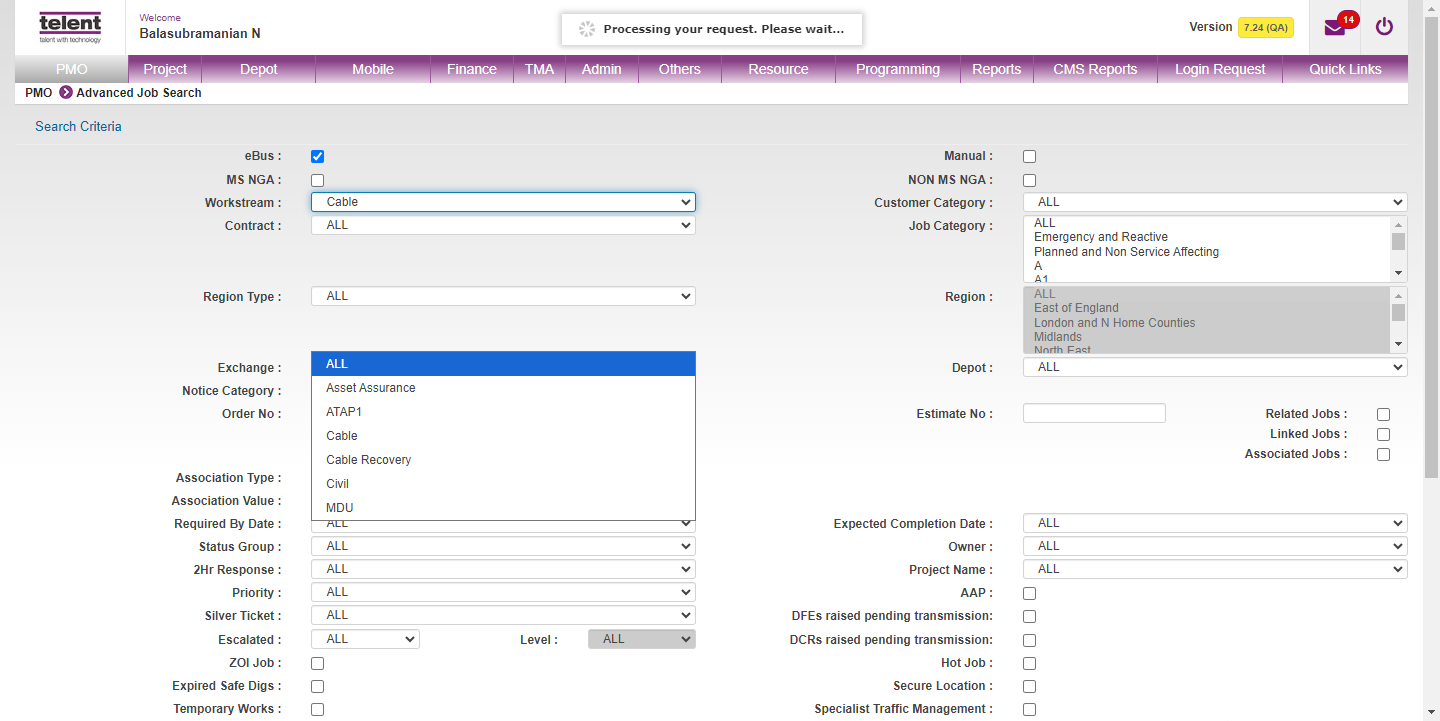 telent
talent with technology
Welcome
Balasubramanian N
Processing your request. Please wait...
Version 7.24 (QA)
14
PMO Project Depot Mobile Finance TMA Admin Others Resource Programming Reports CMS Reports Login Request Quick Links
PMO Advanced Job Search
Search Criteria
eBus : Manual :
MS NGA : NON MS NGA :
Workstream : Cable Customer Category : ALL
Contract : ALL Job Category : ALL
Emergency and Reactive
Planned and Non Service Affecting
A
A1
Region Type : ALL Region : ALL
East of England
London and N Home Counties
Midlands
North East
Exchange : ALL Depot : ALL
Notice Category : Asset Assurance
Order No : ATAP1 Estimate No : Related Jobs :
Cable Linked Jobs :
Cable Recovery Associated Jobs :
Association Type : Civil
Association Value : MDU
Required By Date : ALL Expected Completion Date : ALL
Status Group : ALL Owner : ALL
2Hr Response : ALL Project Name : ALL
Priority : ALL AAP :
Silver Ticket : ALL DFEs raised pending transmission:
Escalated : ALL Level : ALL DCRs raised pending transmission:
ZOI Job : Hot Job :
Expired Safe Digs : Secure Location :
Temporary Works : Specialist Traffic Management :